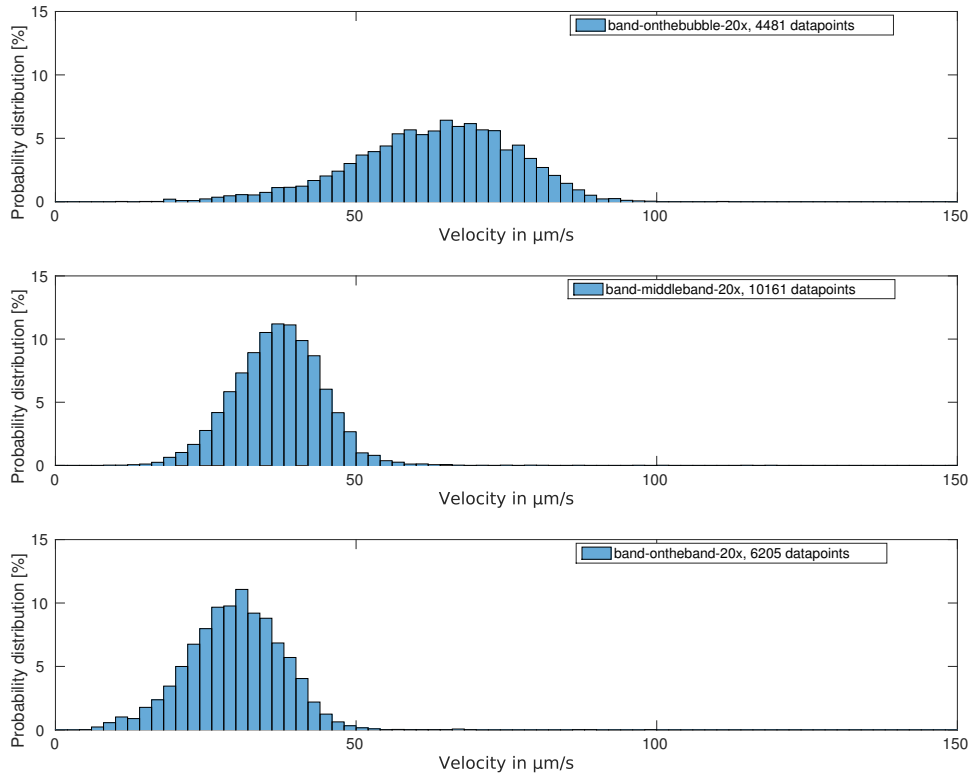 15
10
5
0
Probability distribution [%]
band-onthebubble-20x, 4481 datapoints
0 50 100 150
Velocity in μm/s
15
10
5
0
Probability distribution [%]
band-middleband-20x, 10161 datapoints
0 50 100 150
Velocity in μm/s
15
10
5
0
Probability distribution [%]
band-ontheband-20x, 6205 datapoints
0 50 100 150
Velocity in μm/s